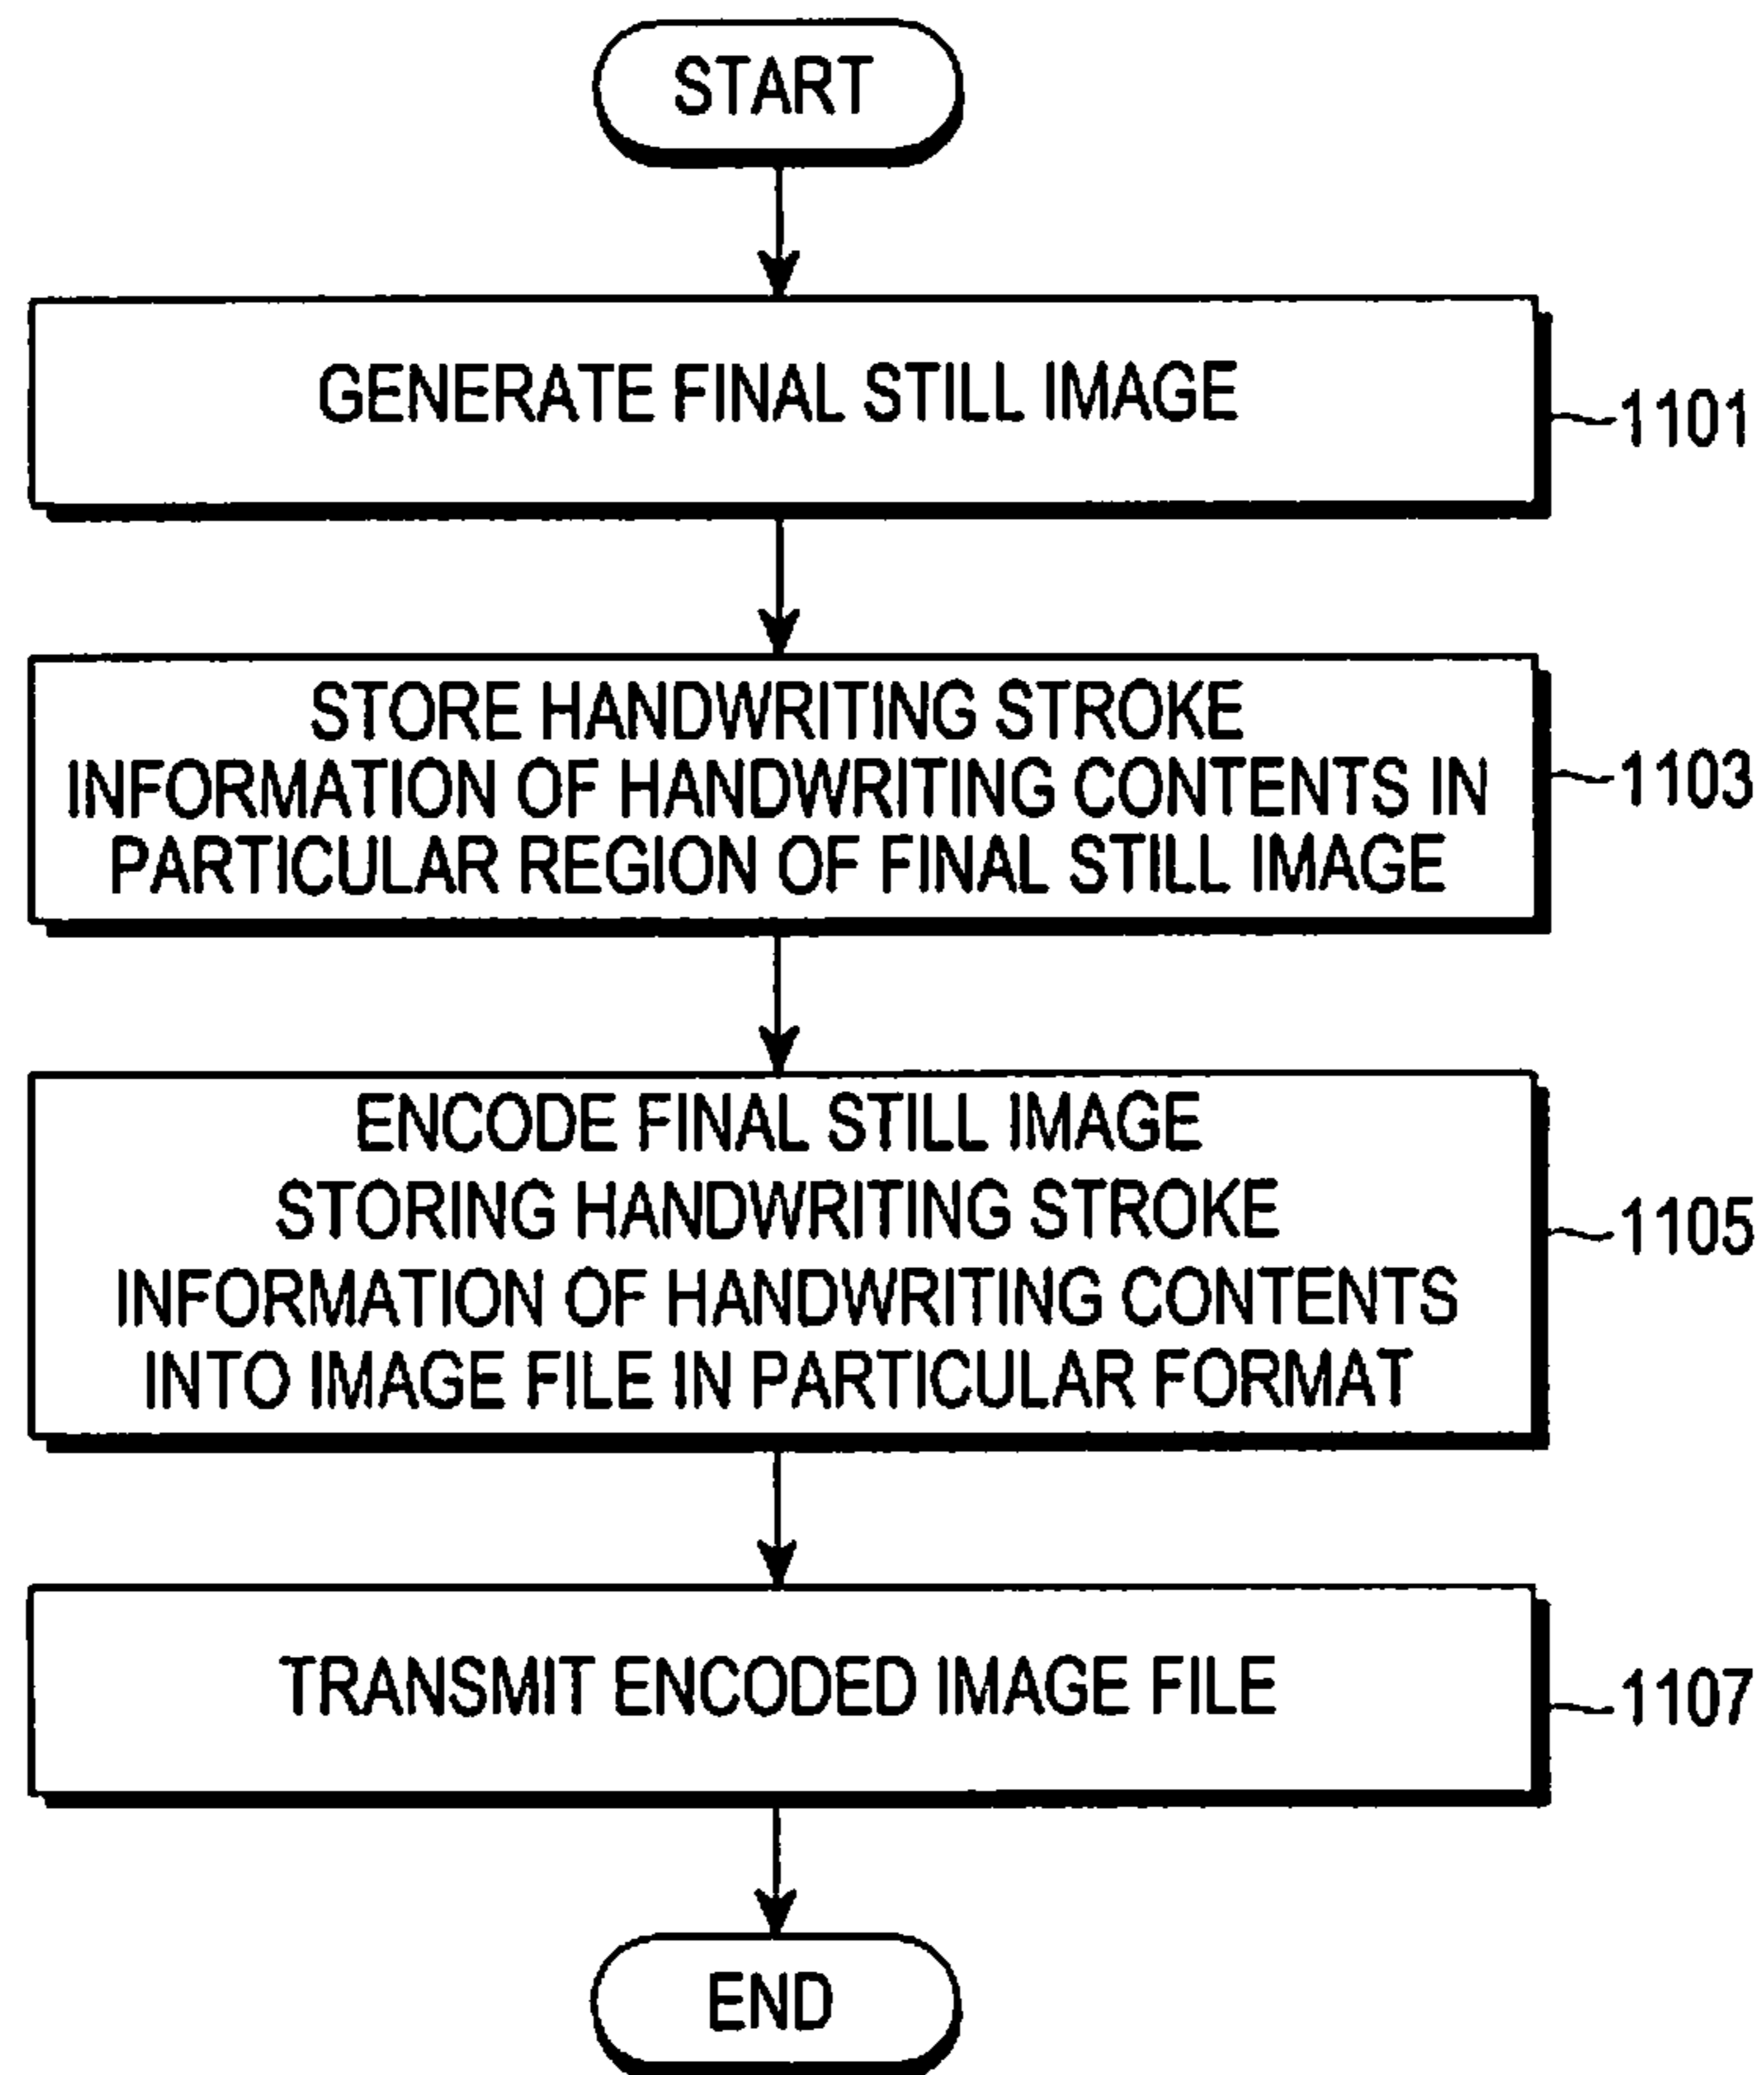 START
GENERATE FINAL STILL IMAGE
1101
STORE HANDWRITING STROKE
INFORMATION OF HANDWRITING CONTENTS IN
PARTICULAR REGION OF FINAL STILL IMAGE
1103
ENCODE FINAL STILL IMAGE
STORING HANDWRITING STROKE
INFORMATION OF HANDWRITING CONTENTS
INTO IMAGE FILE IN PARTICULAR FORMAT
1105
TRANSMIT ENCODED IMAGE FILE
1107
END